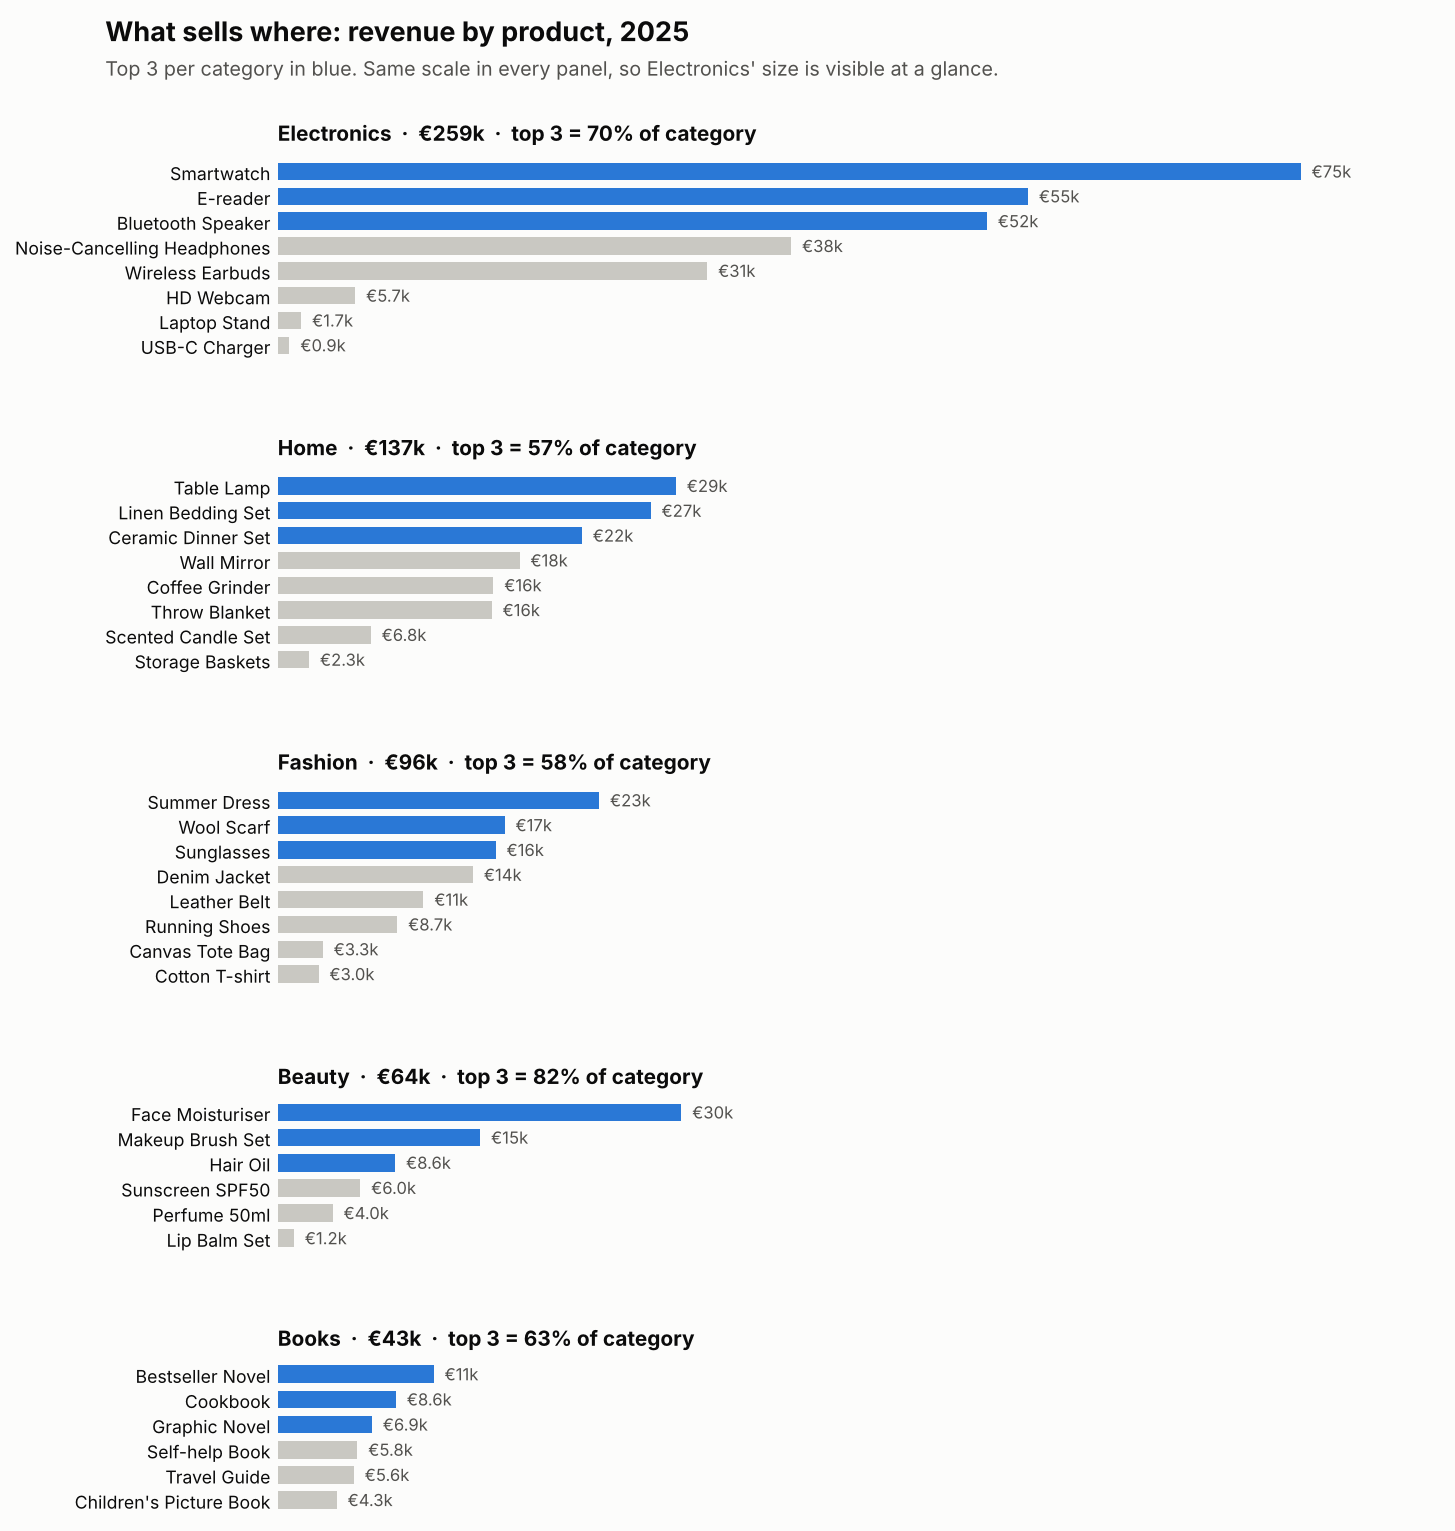 What sells where: revenue by product, 2025
Top 3 per category in blue. Same scale in every panel, so Electronics' size is visible at a glance.
Electronics · €259k · top 3 = 70% of category
Smartwatch €75k
E-reader €55k
Bluetooth Speaker €52k
Noise-Cancelling Headphones €38k
Wireless Earbuds €31k
HD Webcam €5.7k
Laptop Stand €1.7k
USB-C Charger €0.9k
Home · €137k · top 3 = 57% of category
Table Lamp €29k
Linen Bedding Set €27k
Ceramic Dinner Set €22k
Wall Mirror €18k
Coffee Grinder €16k
Throw Blanket €16k
Scented Candle Set €6.8k
Storage Baskets €2.3k
Fashion · €96k · top 3 = 58% of category
Summer Dress €23k
Wool Scarf €17k
Sunglasses €16k
Denim Jacket €14k
Leather Belt €11k
Running Shoes €8.7k
Canvas Tote Bag €3.3k
Cotton T-shirt €3.0k
Beauty · €64k · top 3 = 82% of category
Face Moisturiser €30k
Makeup Brush Set €15k
Hair Oil €8.6k
Sunscreen SPF50 €6.0k
Perfume 50ml €4.0k
Lip Balm Set €1.2k
Books · €43k · top 3 = 63% of category
Bestseller Novel €11k
Cookbook €8.6k
Graphic Novel €6.9k
Self-help Book €5.8k
Travel Guide €5.6k
Children's Picture Book €4.3k